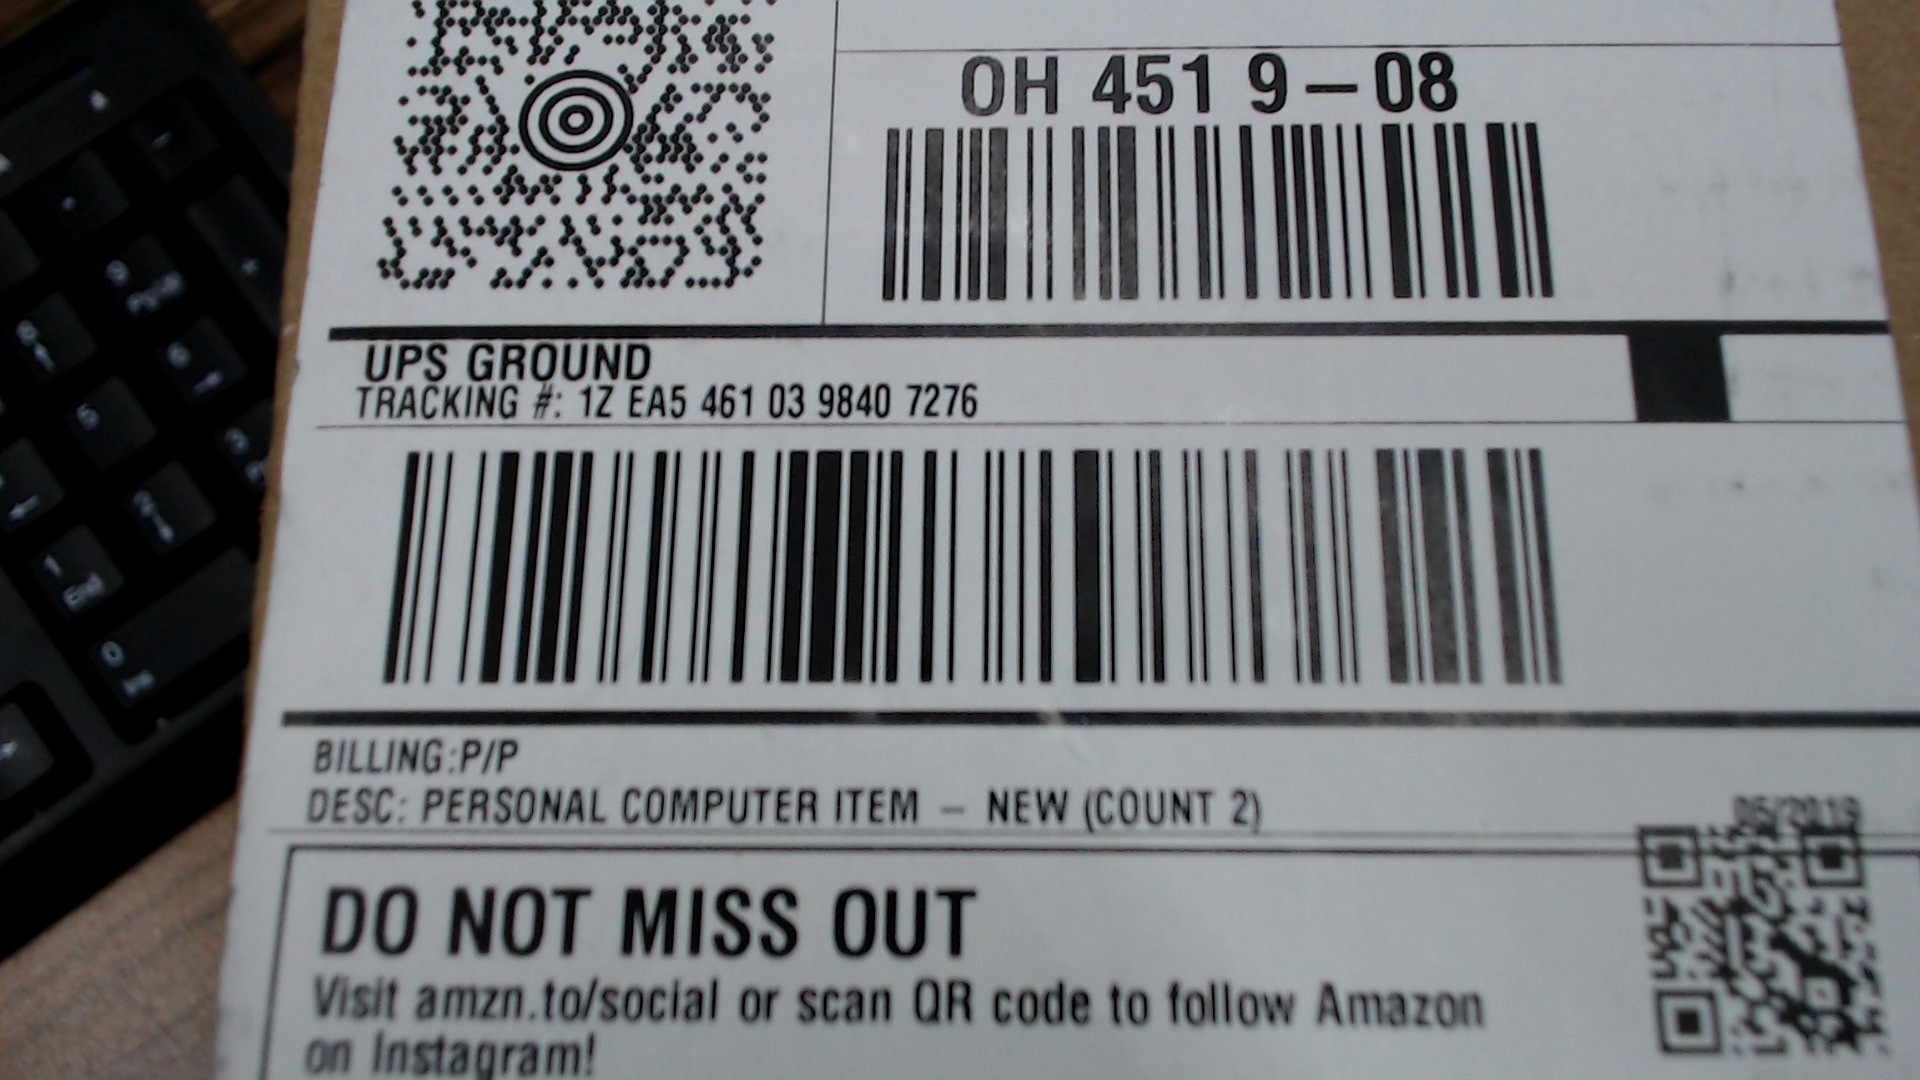 OH 451 9-08
UPS GROUND
TRACKING #: 1Z EA5 461 03 9840 7276
BILLING:P/P
DESC: PERSONAL COMPUTER ITEM - NEW (COUNT 2)
05/2019
DO NOT MISS OUT
Visit amzn.to/social or scan QR code to follow Amazon
on Instagram!